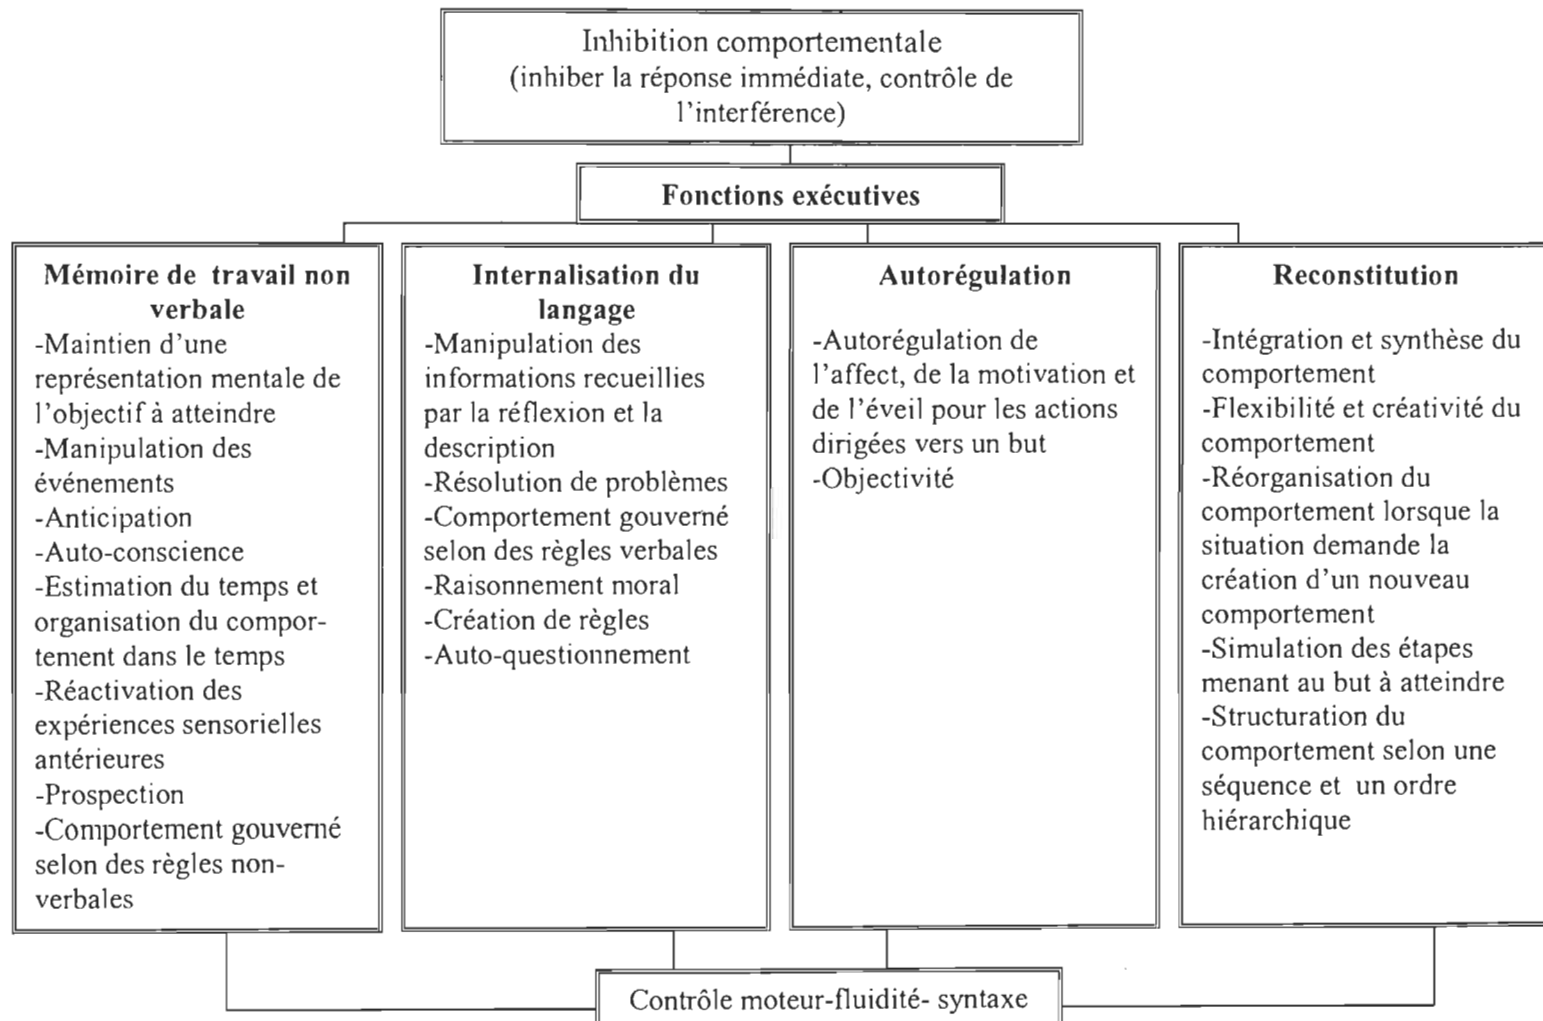 Inhibition comportementale
(inhiber la réponse immédiate, contrôle de
l'interférence)
Fonctions exécutives
Mémoire de travail non
verbale
-Maintien d'une
représentation mentale de
l'objectif à atteindre
-Manipulation des
événements
-Anticipation
-Auto-conscience
-Estimation du temps et
organisation du compor-
tement dans le temps
-Réactivation des
expériences sensorielles
antérieures
-Prospection
-Comportement gouverné
selon des règles non-
verbales
Internalisation du
langage
-Manipulation des
informations recueillies
par la réflexion et la
description
-Résolution de problèmes
-Comportement gouverné
selon des règles verbales
-Raisonnement moral
-Création de règles
-Auto-questionnement
Autorégulation
-Autorégulation de
l'affect, de la motivation et
de l'éveil pour les actions
dirigées vers un but
-Objectivité
Reconstitution
-Intégration et synthèse du
comportement
-Flexibilité et créativité du
comportement
-Réorganisation du
comportement lorsque la
situation demande la
création d'un nouveau
comportement
-Simulation des étapes
menant au but à atteindre
-Structuration du
comportement selon une
séquence et un ordre
hiérarchique
Contrôle moteur-fluidité- syntaxe